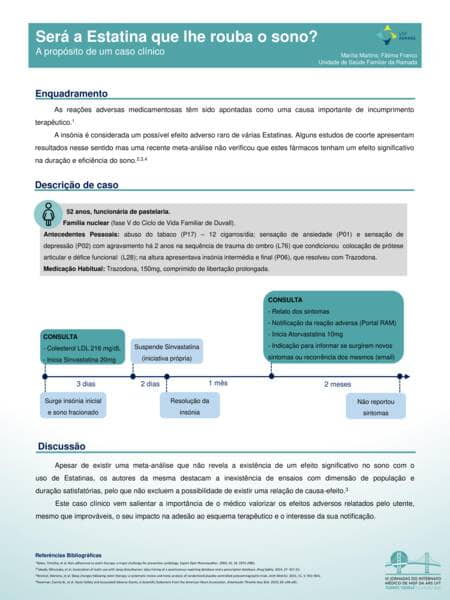 Será a Estatina que lhe rouba o sono?
A propósito de um caso clínico
USF RAMADA
Marília Martins; Fátima Franco
Unidade de Saúde Familiar da Ramada
Enquadramento
As reações adversas medicamentosas têm sido apontadas como uma causa importante de incumprimento
terapêutico.1
A insónia é considerada um possível efeito adverso raro de várias Estatinas. Alguns estudos de coorte apresentam
resultados nesse sentido mas uma recente meta-análise não verificou que estes fármacos tenham um efeito significativo
na duração e eficiência do sono.2,3,4
Descrição de caso
52 anos, funcionária de pastelaria.
Família nuclear (fase V do Ciclo de Vida Familiar de Duvall).
Antecedentes Pessoais: abuso do tabaco (P17) – 12 cigarros/dia; sensação de ansiedade (P01) e sensação de
depressão (P02) com agravamento há 2 anos na sequência de trauma do ombro (L76) que condicionou colocação de prótese
articular e défice funcional (L28); na altura apresentava insónia intermédia e final (P06), que resolveu com Trazodona.
Medicação Habitual: Trazodona, 150mg, comprimido de libertação prolongada.
CONSULTA
- Relato dos sintomas
- Notificação da reação adversa (Portal RAM)
- Inicia Atorvastatina 10mg
- Indicação para informar se surgirem novos
sintomas ou recorrência dos mesmos (email)
CONSULTA
- Colesterol LDL 216 mg/dL
- Inicia Sinvastatina 20mg
Suspende Sinvastatina
(iniciativa própria)
3 dias
2 dias
1 mês
2 meses
Surge insónia inicial
e sono fracionado
Resolução da
insónia
Não reportou
sintomas
Discussão
Apesar de existir uma meta-análise que não revela a existência de um efeito significativo no sono com o
uso de Estatinas, os autores da mesma destacam a inexistência de ensaios com dimensão de população e
duração satisfatórias, pelo que não excluem a possibilidade de existir uma relação de causa-efeito.3
Este caso clínico vem salientar a importância de o médico valorizar os efeitos adversos relatados pelo utente,
mesmo que improváveis, o seu impacto na adesão ao esquema terapêutico e o interesse da sua notificação.
Referências Bibliográficas